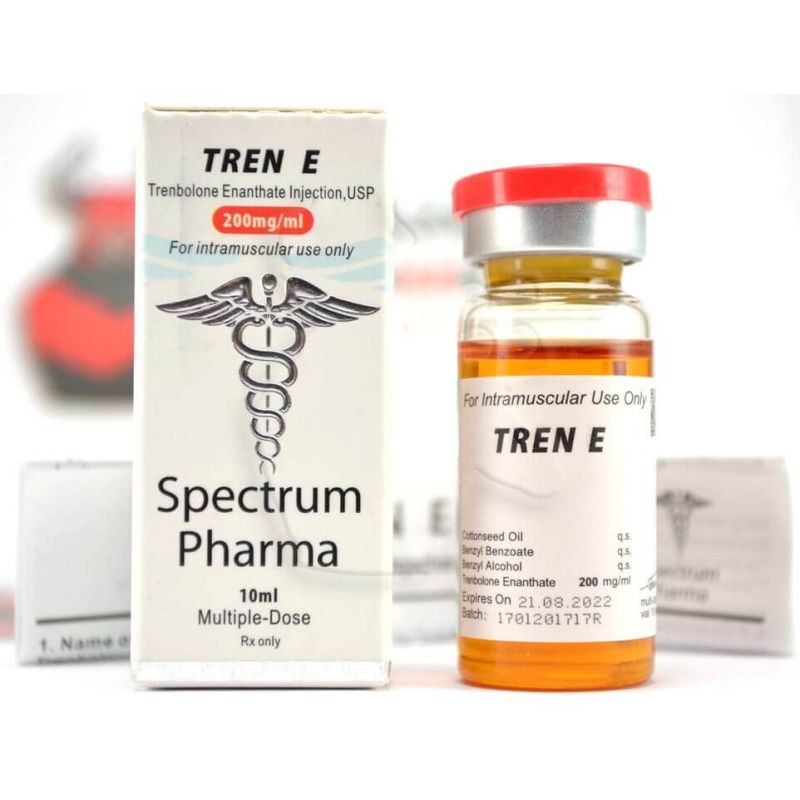 TREN E
Trenbolone Enanthate Injection,USP
200mg/ml
For intramuscular use only
Spectrum
Pharma
10ml
Multiple-Dose
Rx only
For Intramuscular Use Only
TREN E
Cottonseed Oil q.s.
Benzyl Benzoate q.s.
Benzyl Alcohol q.s.
Trenbolone Enanthate 200 mg/ml
Expires On 21.08.2022
Batch: 1701201717R
1. Name o
Spectrum
Pharma